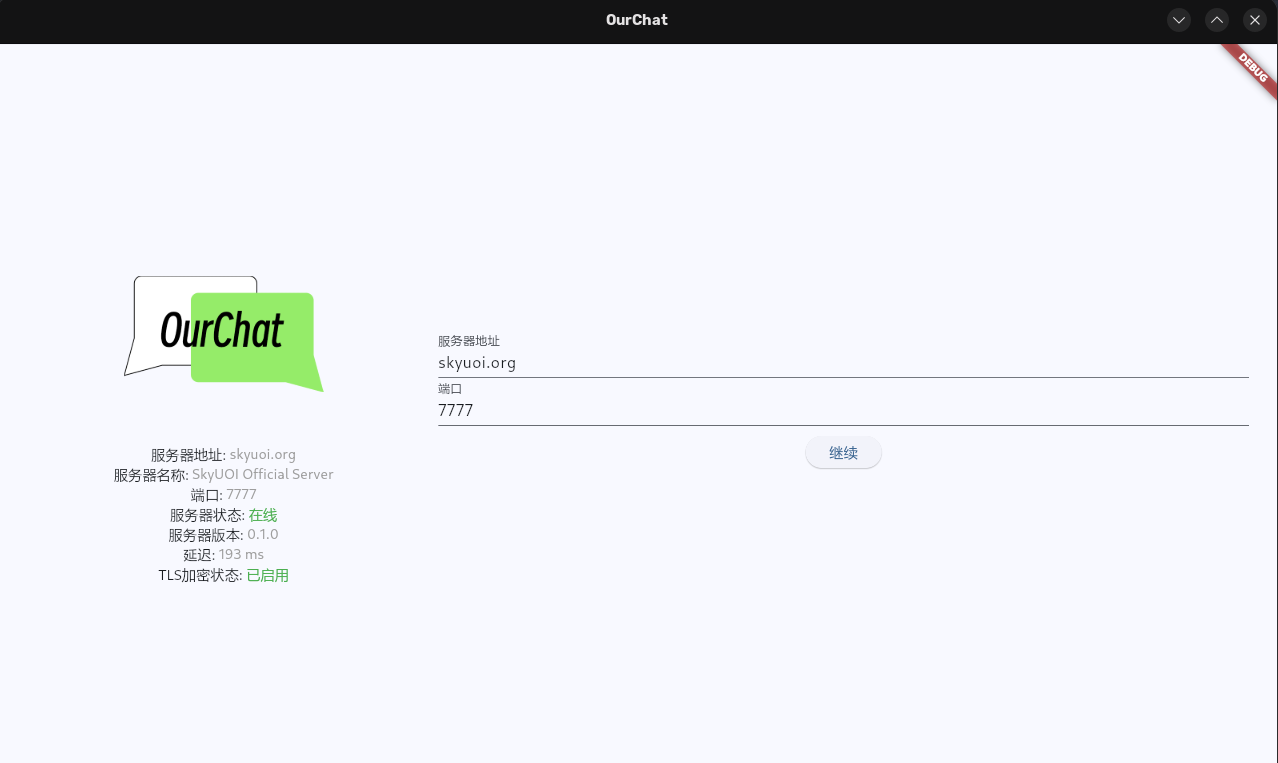 OurChat
DEBUG
OurChat
服务器地址: skyuoi.org
服务器名称: SkyUOI Official Server
端口: 7777
服务器状态: 在线
服务器版本: 0.1.0
延迟: 193 ms
TLS加密状态: 已启用
服务器地址
skyuoi.org
端口
7777
继续